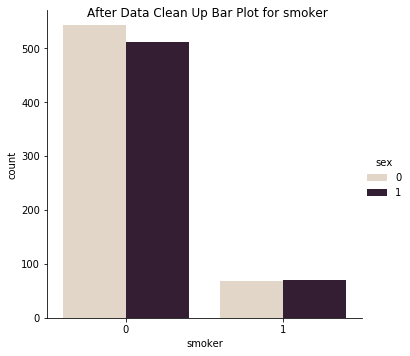 After Data Clean Up Bar Plot for smoker
500
400
300
200
100
0
count
0 1
smoker
sex
0
1